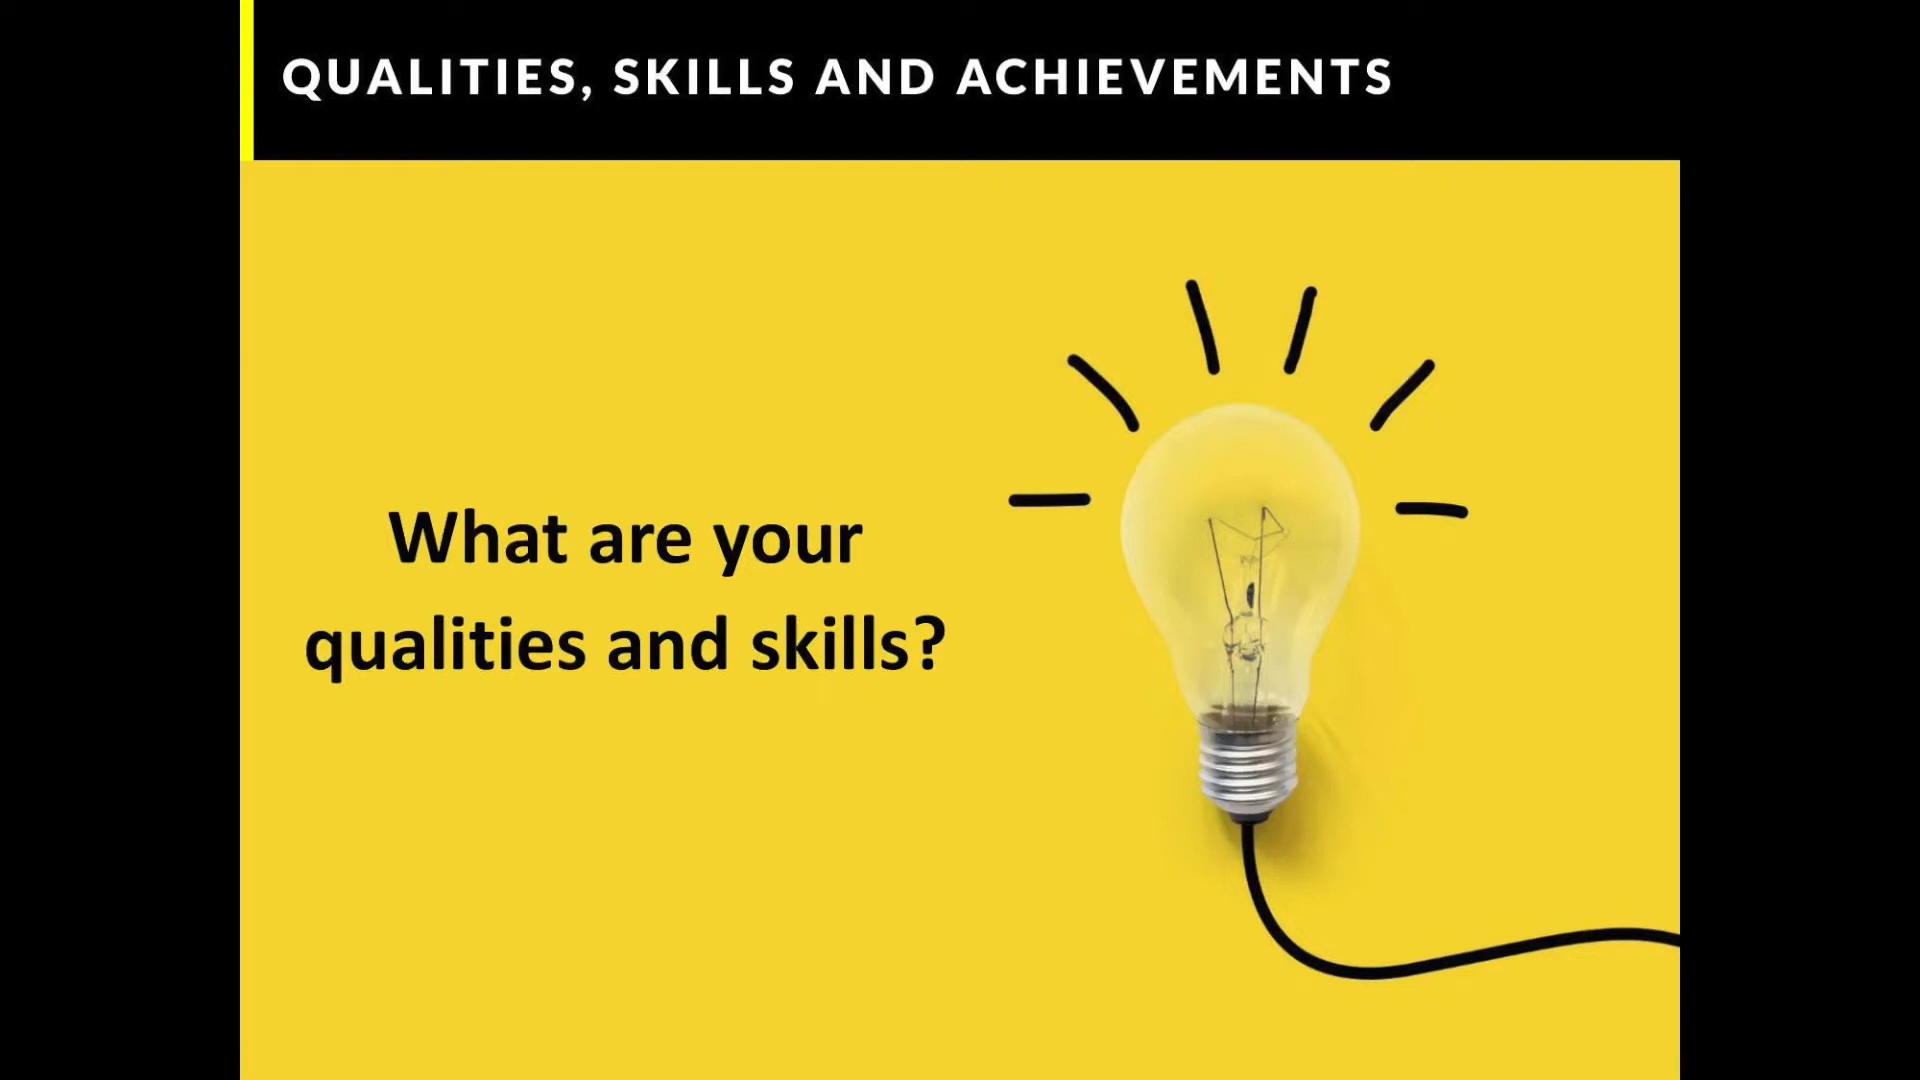 QUALITIES, SKILLS AND ACHIEVEMENTS
What are your
qualities and skills?